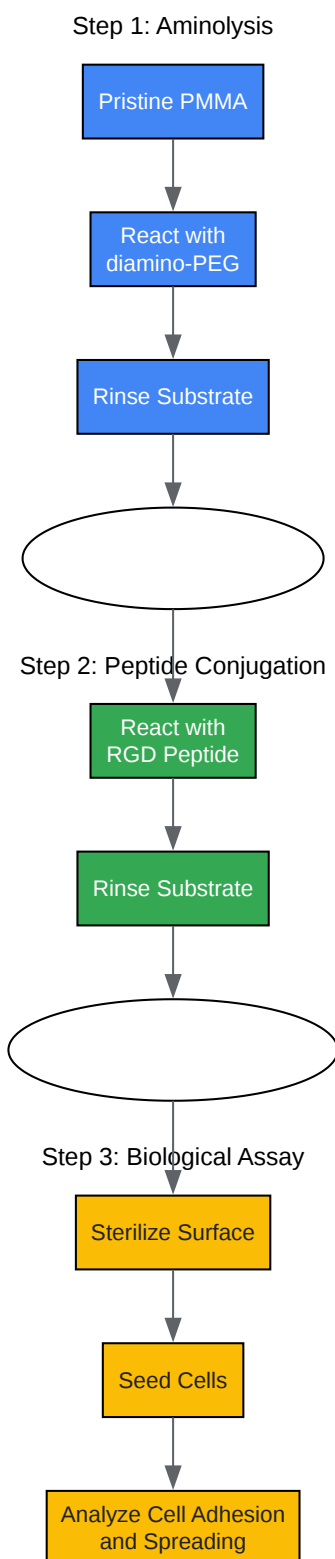 Step 1: Aminolysis
Pristine PMMA
React with
diamino-PEG
Rinse Substrate
Step 2: Peptide Conjugation
React with
RGD Peptide
Rinse Substrate
Step 3: Biological Assay
Sterilize Surface
Seed Cells
Analyze Cell Adhesion
and Spreading